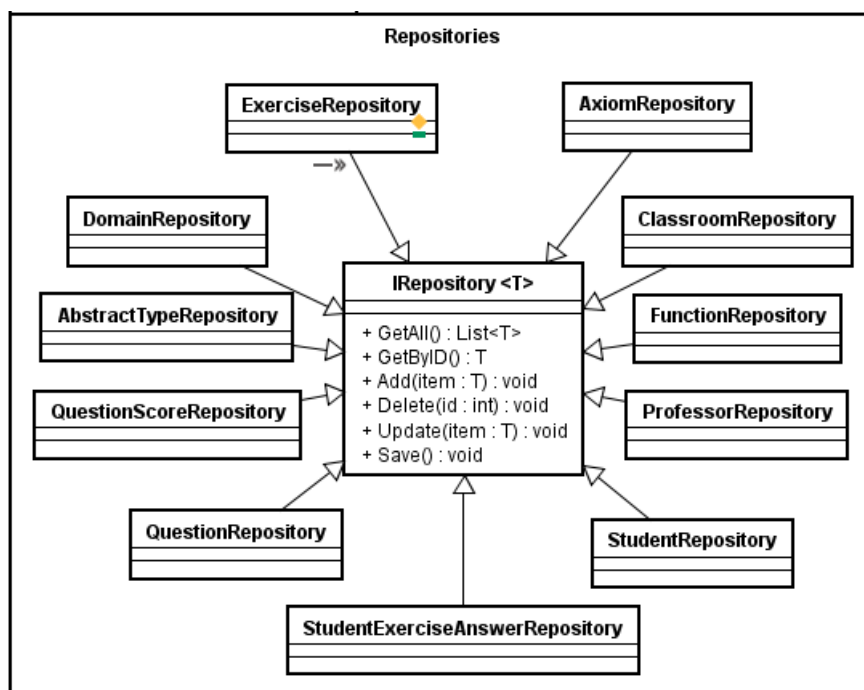 Repositories
ExerciseRepository
AxiomRepository
DomainRepository
ClassroomRepository
IRepository <T>
+ GetAll() : List<T>
+ GetByID() : T
+ Add(item : T) : void
+ Delete(id : int) : void
+ Update(item : T) : void
+ Save() : void
AbstractTypeRepository
FunctionRepository
QuestionScoreRepository
ProfessorRepository
QuestionRepository
StudentRepository
StudentExerciseAnswerRepository